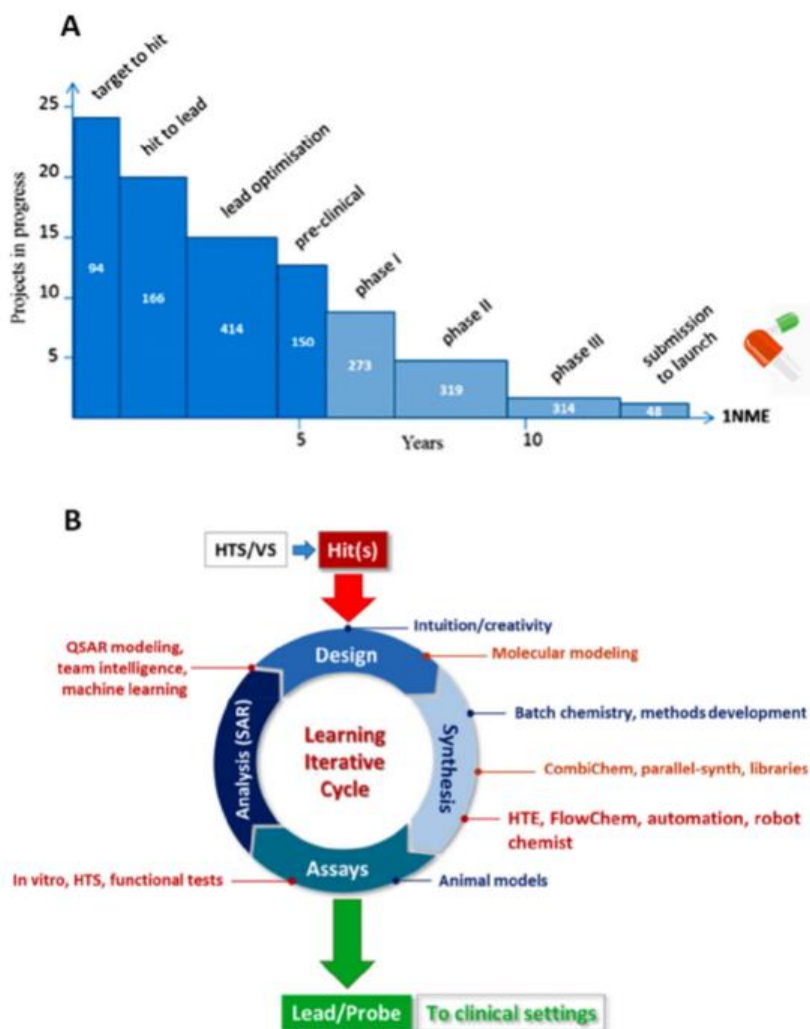 A
target to hit
hit to lead
lead optimisation
pre-clinical
phase I
phase II
phase III
submission
to launch
Projects in progress
25
20
15
10
5
94
166
414
150
273
319
314
48
1NME
5
10
Years
B
HTS/VS
Hit(s)
Intuition/creativity
Design
Molecular modeling
QSAR modeling,
team intelligence,
machine learning
Batch chemistry, methods development
Analysis (SAR)
Learning
Iterative
Cycle
Synthesis
CombiChem, parallel-synth, libraries
HTE, FlowChem, automation, robot
chemist
Assays
In vitro, HTS, functional tests
Animal models
Lead/Probe
To clinical settings